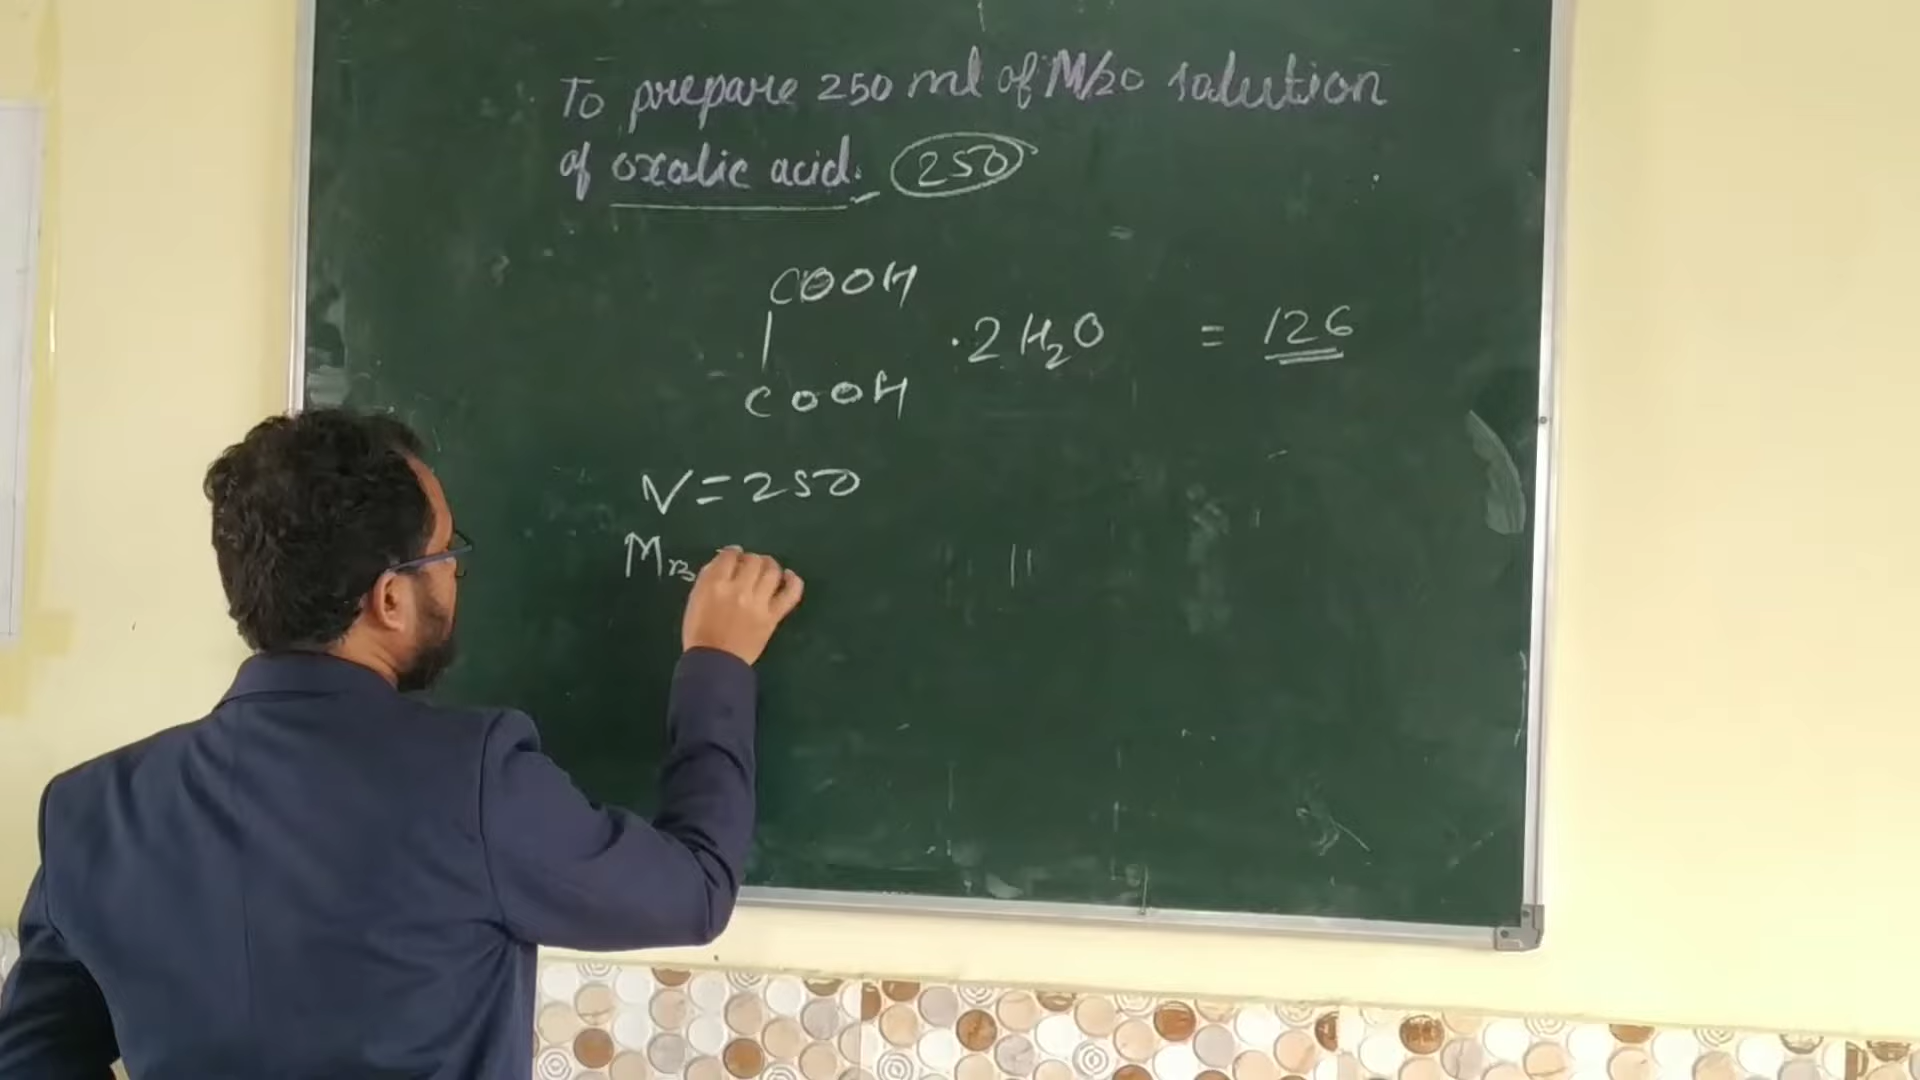 To prepare 250 ml of M/20 solution
of oxalic acid. 250
COOH
|
COOH
.2H₂O = 126
V=250
M